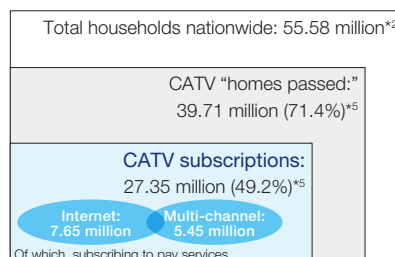 Total households nationwide: 55.58 million*2
CATV “homes passed:”
39.71 million (71.4%)*5
CATV subscriptions:
27.35 million (49.2%)*5
Internet:
7.65 million
Multi-channel:
5.45 million
Of which, subscribing to pay services